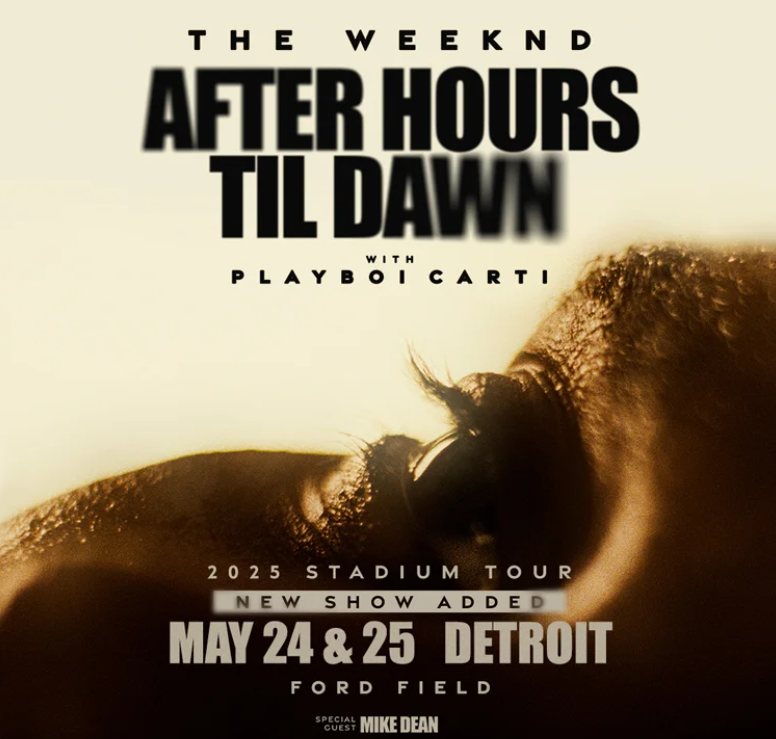 THE WEEKND
AFTER HOURS
TIL DAWN
WITH
PLAYBOI CARTI
2025 STADIUM TOUR
NEW SHOW ADDED
MAY 24 & 25 DETROIT
FORD FIELD
SPECIAL GUEST MIKE DEAN